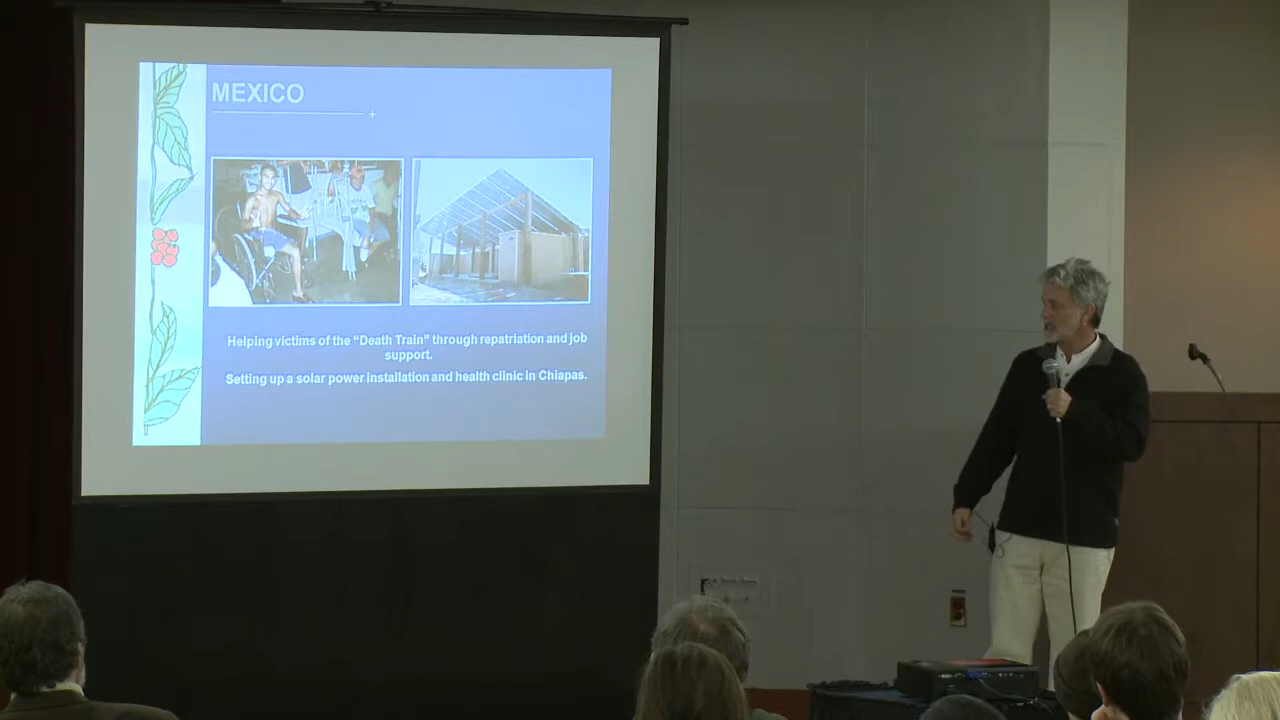 MEXICO
Helping victims of the “Death Train” through repatriation and job
support.
Setting up a solar power installation and health clinic in Chiapas.